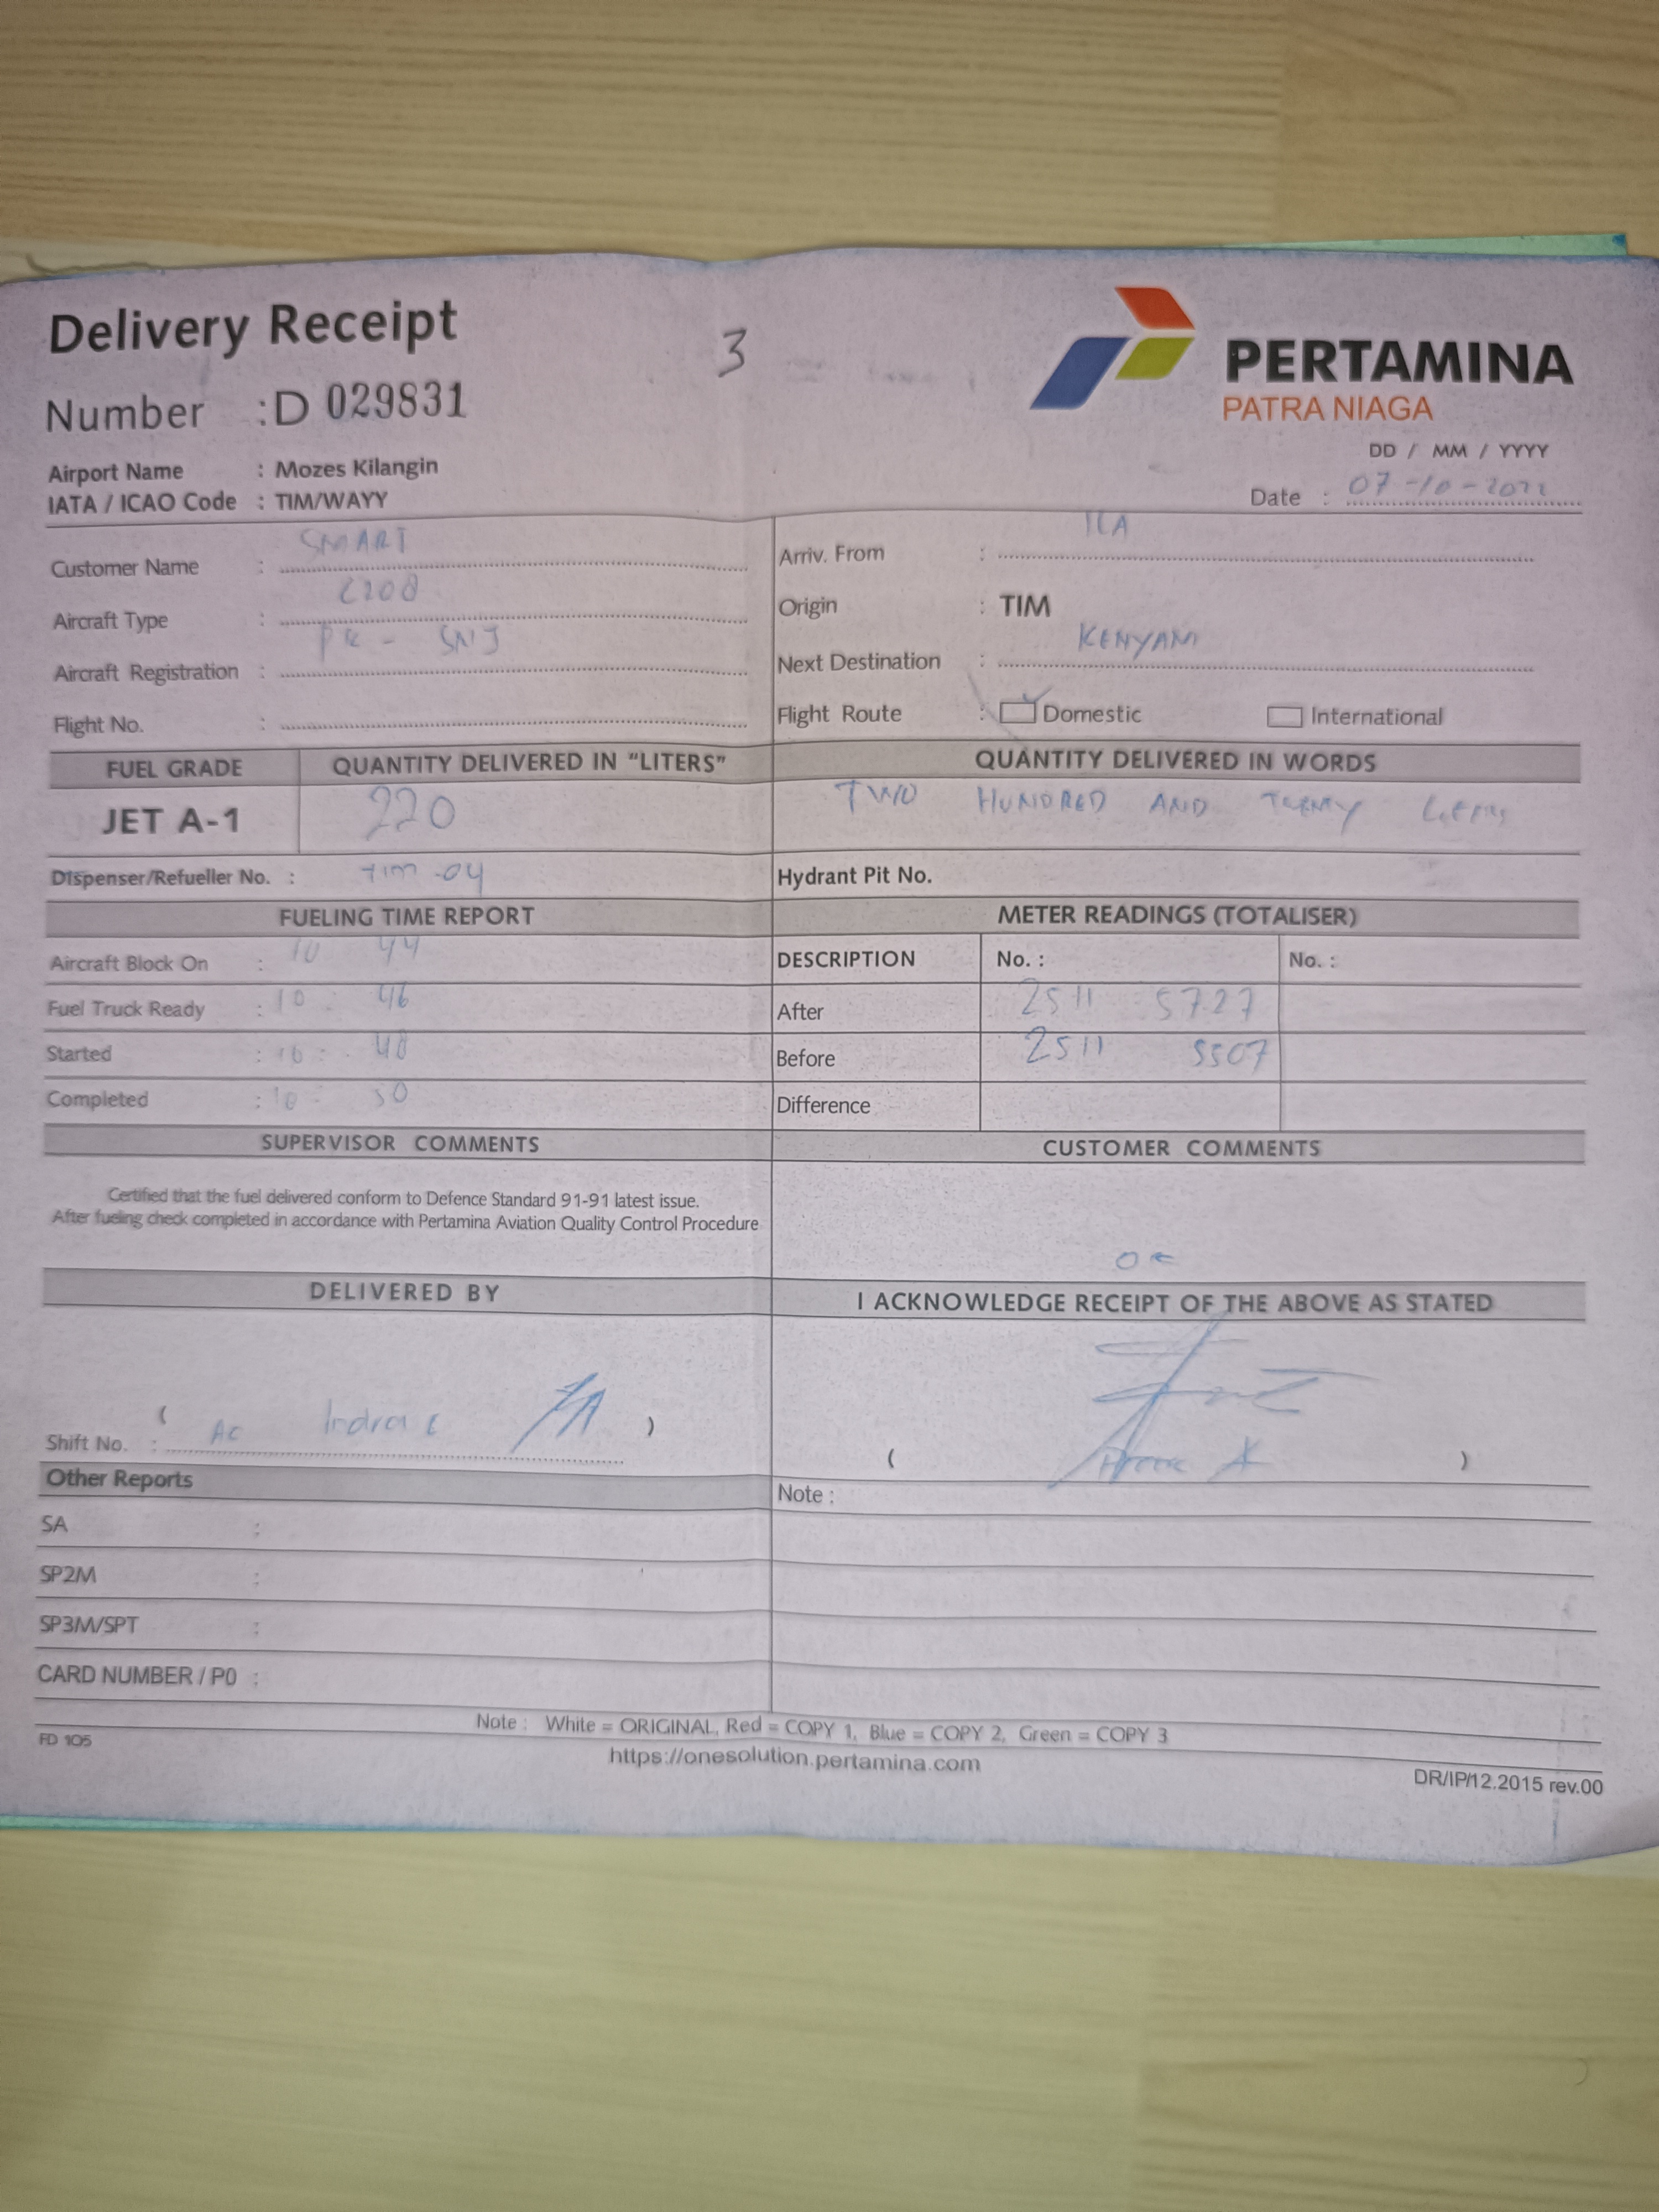 Delivery Receipt
3
PERTAMINA
PATRA NIAGA
Number : D 029831
Airport Name : Mozes Kilangin
IATA / ICAO Code : TIM/WAYY
DD / MM / YYYY
Date : 07-10-2022
Customer Name : SMART
Aircraft Type : C208
Aircraft Registration : PK - SNJ
Flight No. :
Arriv. From :
Origin : TIM
Next Destination : KENYAM
Flight Route : Domestic International
FUEL GRADE QUANTITY DELIVERED IN "LITERS" QUANTITY DELIVERED IN WORDS
JET A-1 220 TWO HUNDRED AND
Dispenser/Refueller No. : TIM-04 Hydrant Pit No.
FUELING TIME REPORT METER READINGS (TOTALISER)
Aircraft Block On : 10 44 DESCRIPTION No. : No. :
Fuel Truck Ready : 10 : 46 After 2511 5727
Started : 10 : 48 Before 2511 5507
Completed : 10 : 50 Difference
SUPERVISOR COMMENTS CUSTOMER COMMENTS
Certified that the fuel delivered conform to Defence Standard 91-91 latest issue.
After fueling check completed in accordance with Pertamina Aviation Quality Control Procedure
OK
DELIVERED BY I ACKNOWLEDGE RECEIPT OF THE ABOVE AS STATED
Shift No. : ( AC Indra C ) ( )
Other Reports Note :
SA :
SP2M :
SP3M/SPT :
CARD NUMBER / P0 :
Note : White = ORIGINAL, Red = COPY 1, Blue = COPY 2, Green = COPY 3
FD 105
https://onesolution.pertamina.com
DR/IP/12.2015 rev.00